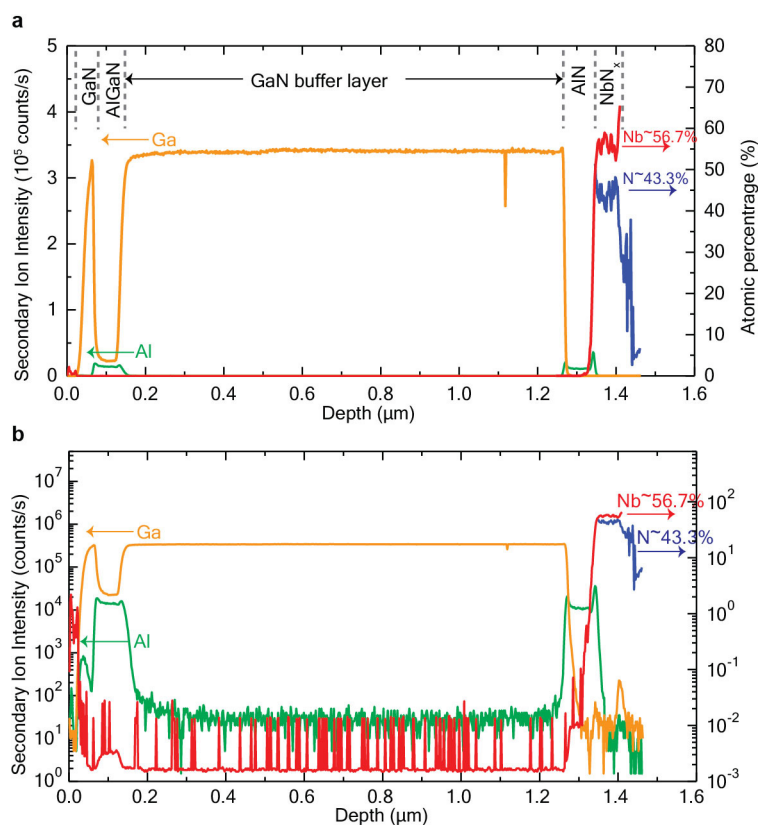 a
GaN
AlGaN
GaN buffer layer
AlN
NbNₓ
Ga
Al
Nb~56.7%
N~43.3%
5
4
3
2
1
0
80
70
60
50
40
30
20
10
0
Secondary Ion Intensity (10⁵ counts/s)
Atomic percentrage (%)
0.0 0.2 0.4 0.6 0.8 1.0 1.2 1.4 1.6
Depth (µm)
b
Ga
Al
Nb~56.7%
N~43.3%
10⁷
10⁶
10⁵
10⁴
10³
10²
10¹
10⁰
10²
10¹
10⁰
10⁻¹
10⁻²
10⁻³
Secondary Ion Intensity (counts/s)
0.0 0.2 0.4 0.6 0.8 1.0 1.2 1.4 1.6
Depth (µm)